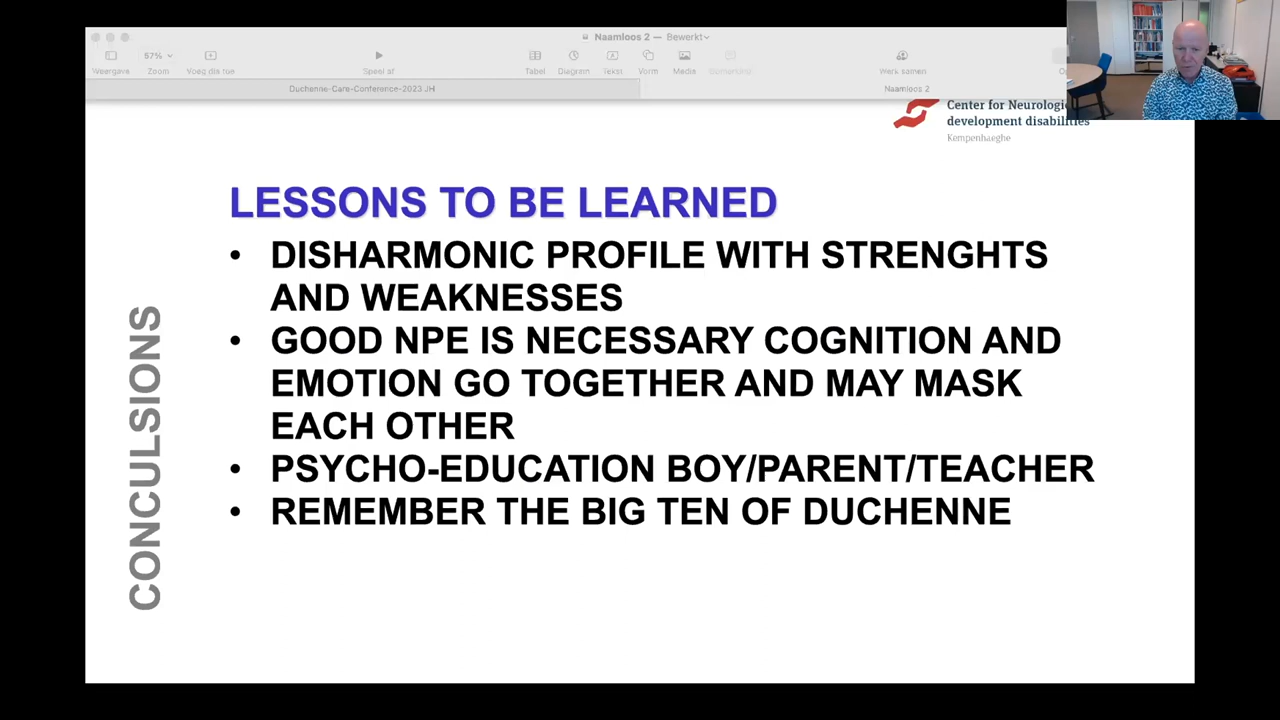 Naamloos 2 — Bewerkt
57%
Weergave
Zoom
Voeg dia toe
Speel af
Tabel
Diagram
Tekst
Vorm
Media
Werk samen
Duchenne-Care-Conference-2023 JH
Naamloos 2
Center for Neurologic
development disabilities
Kempenhaeghe
CONCULSIONS
LESSONS TO BE LEARNED
• DISHARMONIC PROFILE WITH STRENGHTS
AND WEAKNESSES
• GOOD NPE IS NECESSARY COGNITION AND
EMOTION GO TOGETHER AND MAY MASK
EACH OTHER
• PSYCHO-EDUCATION BOY/PARENT/TEACHER
• REMEMBER THE BIG TEN OF DUCHENNE